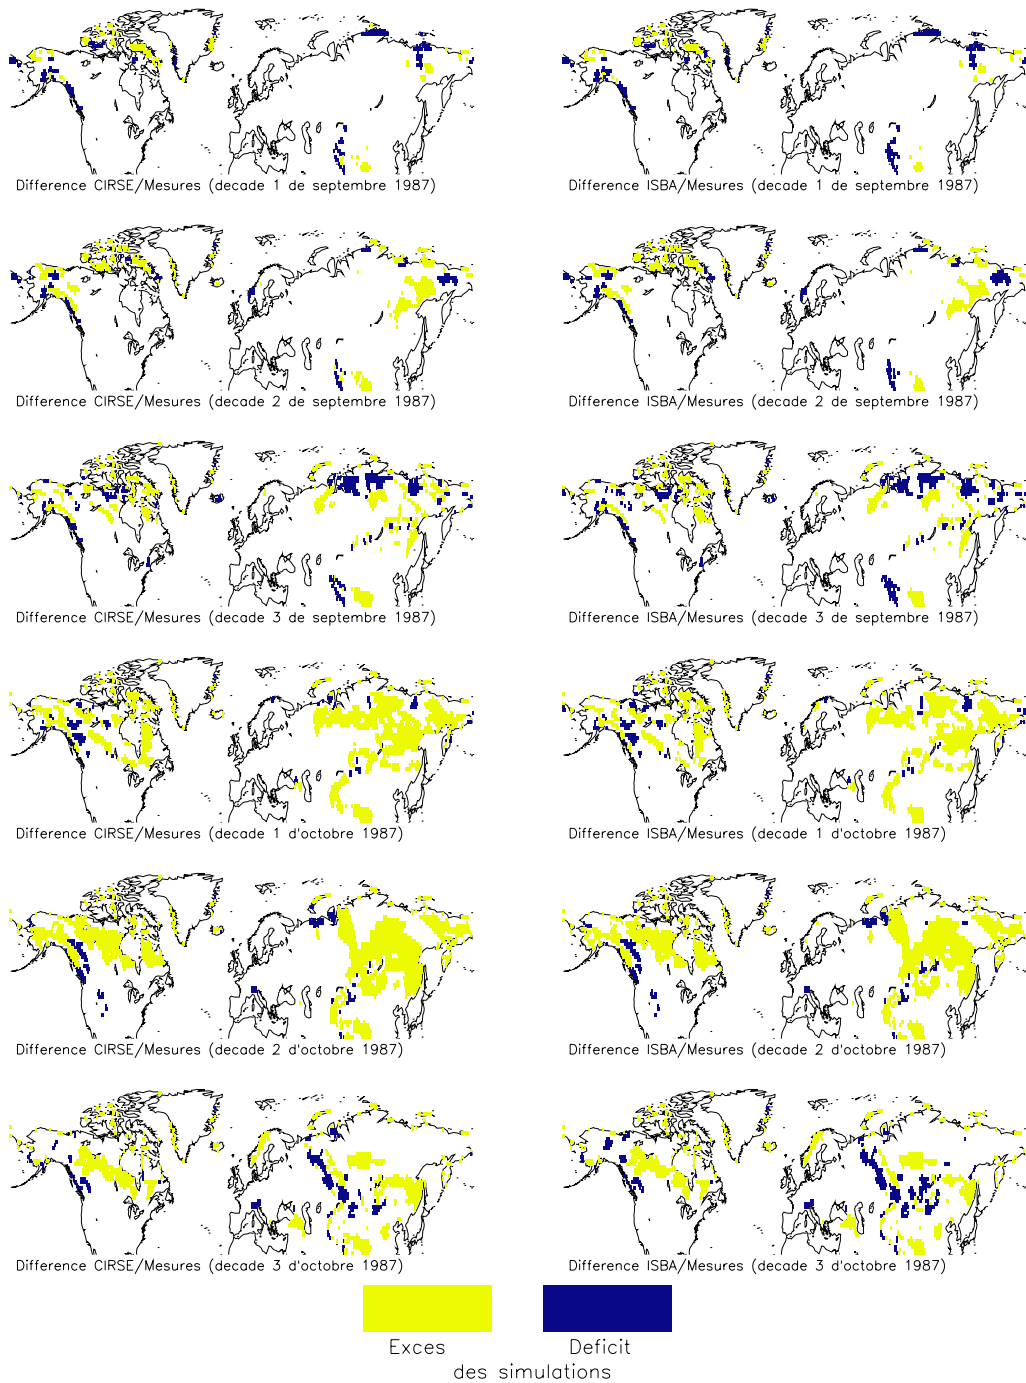 Difference CIRSE/Mesures (decade 1 de septembre 1987)
Difference ISBA/Mesures (decade 1 de septembre 1987)
Difference CIRSE/Mesures (decade 2 de septembre 1987)
Difference ISBA/Mesures (decade 2 de septembre 1987)
Difference CIRSE/Mesures (decade 3 de septembre 1987)
Difference ISBA/Mesures (decade 3 de septembre 1987)
Difference CIRSE/Mesures (decade 1 d'octobre 1987)
Difference ISBA/Mesures (decade 1 d'octobre 1987)
Difference CIRSE/Mesures (decade 2 d'octobre 1987)
Difference ISBA/Mesures (decade 2 d'octobre 1987)
Difference CIRSE/Mesures (decade 3 d'octobre 1987)
Difference ISBA/Mesures (decade 3 d'octobre 1987)
Exces
Deficit
des simulations